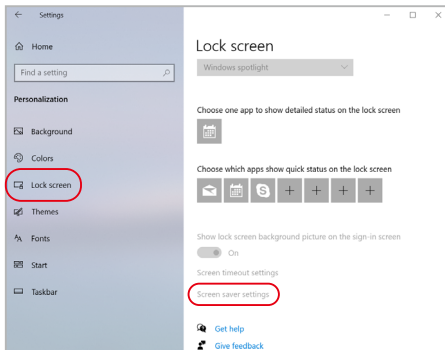 Settings
Home
Find a setting
Personalization
Background
Colors
Lock screen
Themes
Fonts
Start
Taskbar
Lock screen
Windows spotlight
Choose one app to show detailed status on the lock screen
Choose which apps show quick status on the lock screen
Show lock screen background picture on the sign-in screen
On
Screen timeout settings
Screen saver settings
Get help
Give feedback